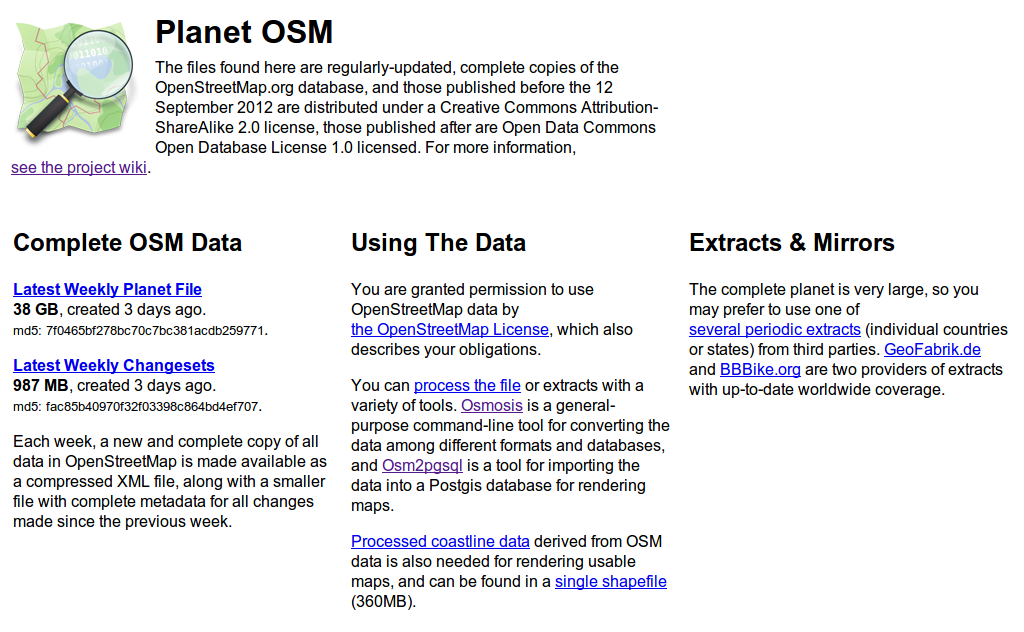 Planet OSM
The files found here are regularly-updated, complete copies of the
OpenStreetMap.org database, and those published before the 12
September 2012 are distributed under a Creative Commons Attribution-
ShareAlike 2.0 license, those published after are Open Data Commons
Open Database License 1.0 licensed. For more information,
see the project wiki.
Complete OSM Data
Latest Weekly Planet File
38 GB, created 3 days ago.
md5: 7f0465bf278bc70c7bc381acdb259771.
Latest Weekly Changesets
987 MB, created 3 days ago.
md5: fac85b40970f32f03398c864bd4ef707.
Each week, a new and complete copy of all
data in OpenStreetMap is made available as
a compressed XML file, along with a smaller
file with complete metadata for all changes
made since the previous week.
Using The Data
You are granted permission to use
OpenStreetMap data by
the OpenStreetMap License, which also
describes your obligations.
You can process the file or extracts with a
variety of tools. Osmosis is a general-
purpose command-line tool for converting the
data among different formats and databases,
and Osm2pgsql is a tool for importing the
data into a Postgis database for rendering
maps.
Processed coastline data derived from OSM
data is also needed for rendering usable
maps, and can be found in a single shapefile
(360MB).
Extracts & Mirrors
The complete planet is very large, so you
may prefer to use one of
several periodic extracts (individual countries
or states) from third parties. GeoFabrik.de
and BBBike.org are two providers of extracts
with up-to-date worldwide coverage.